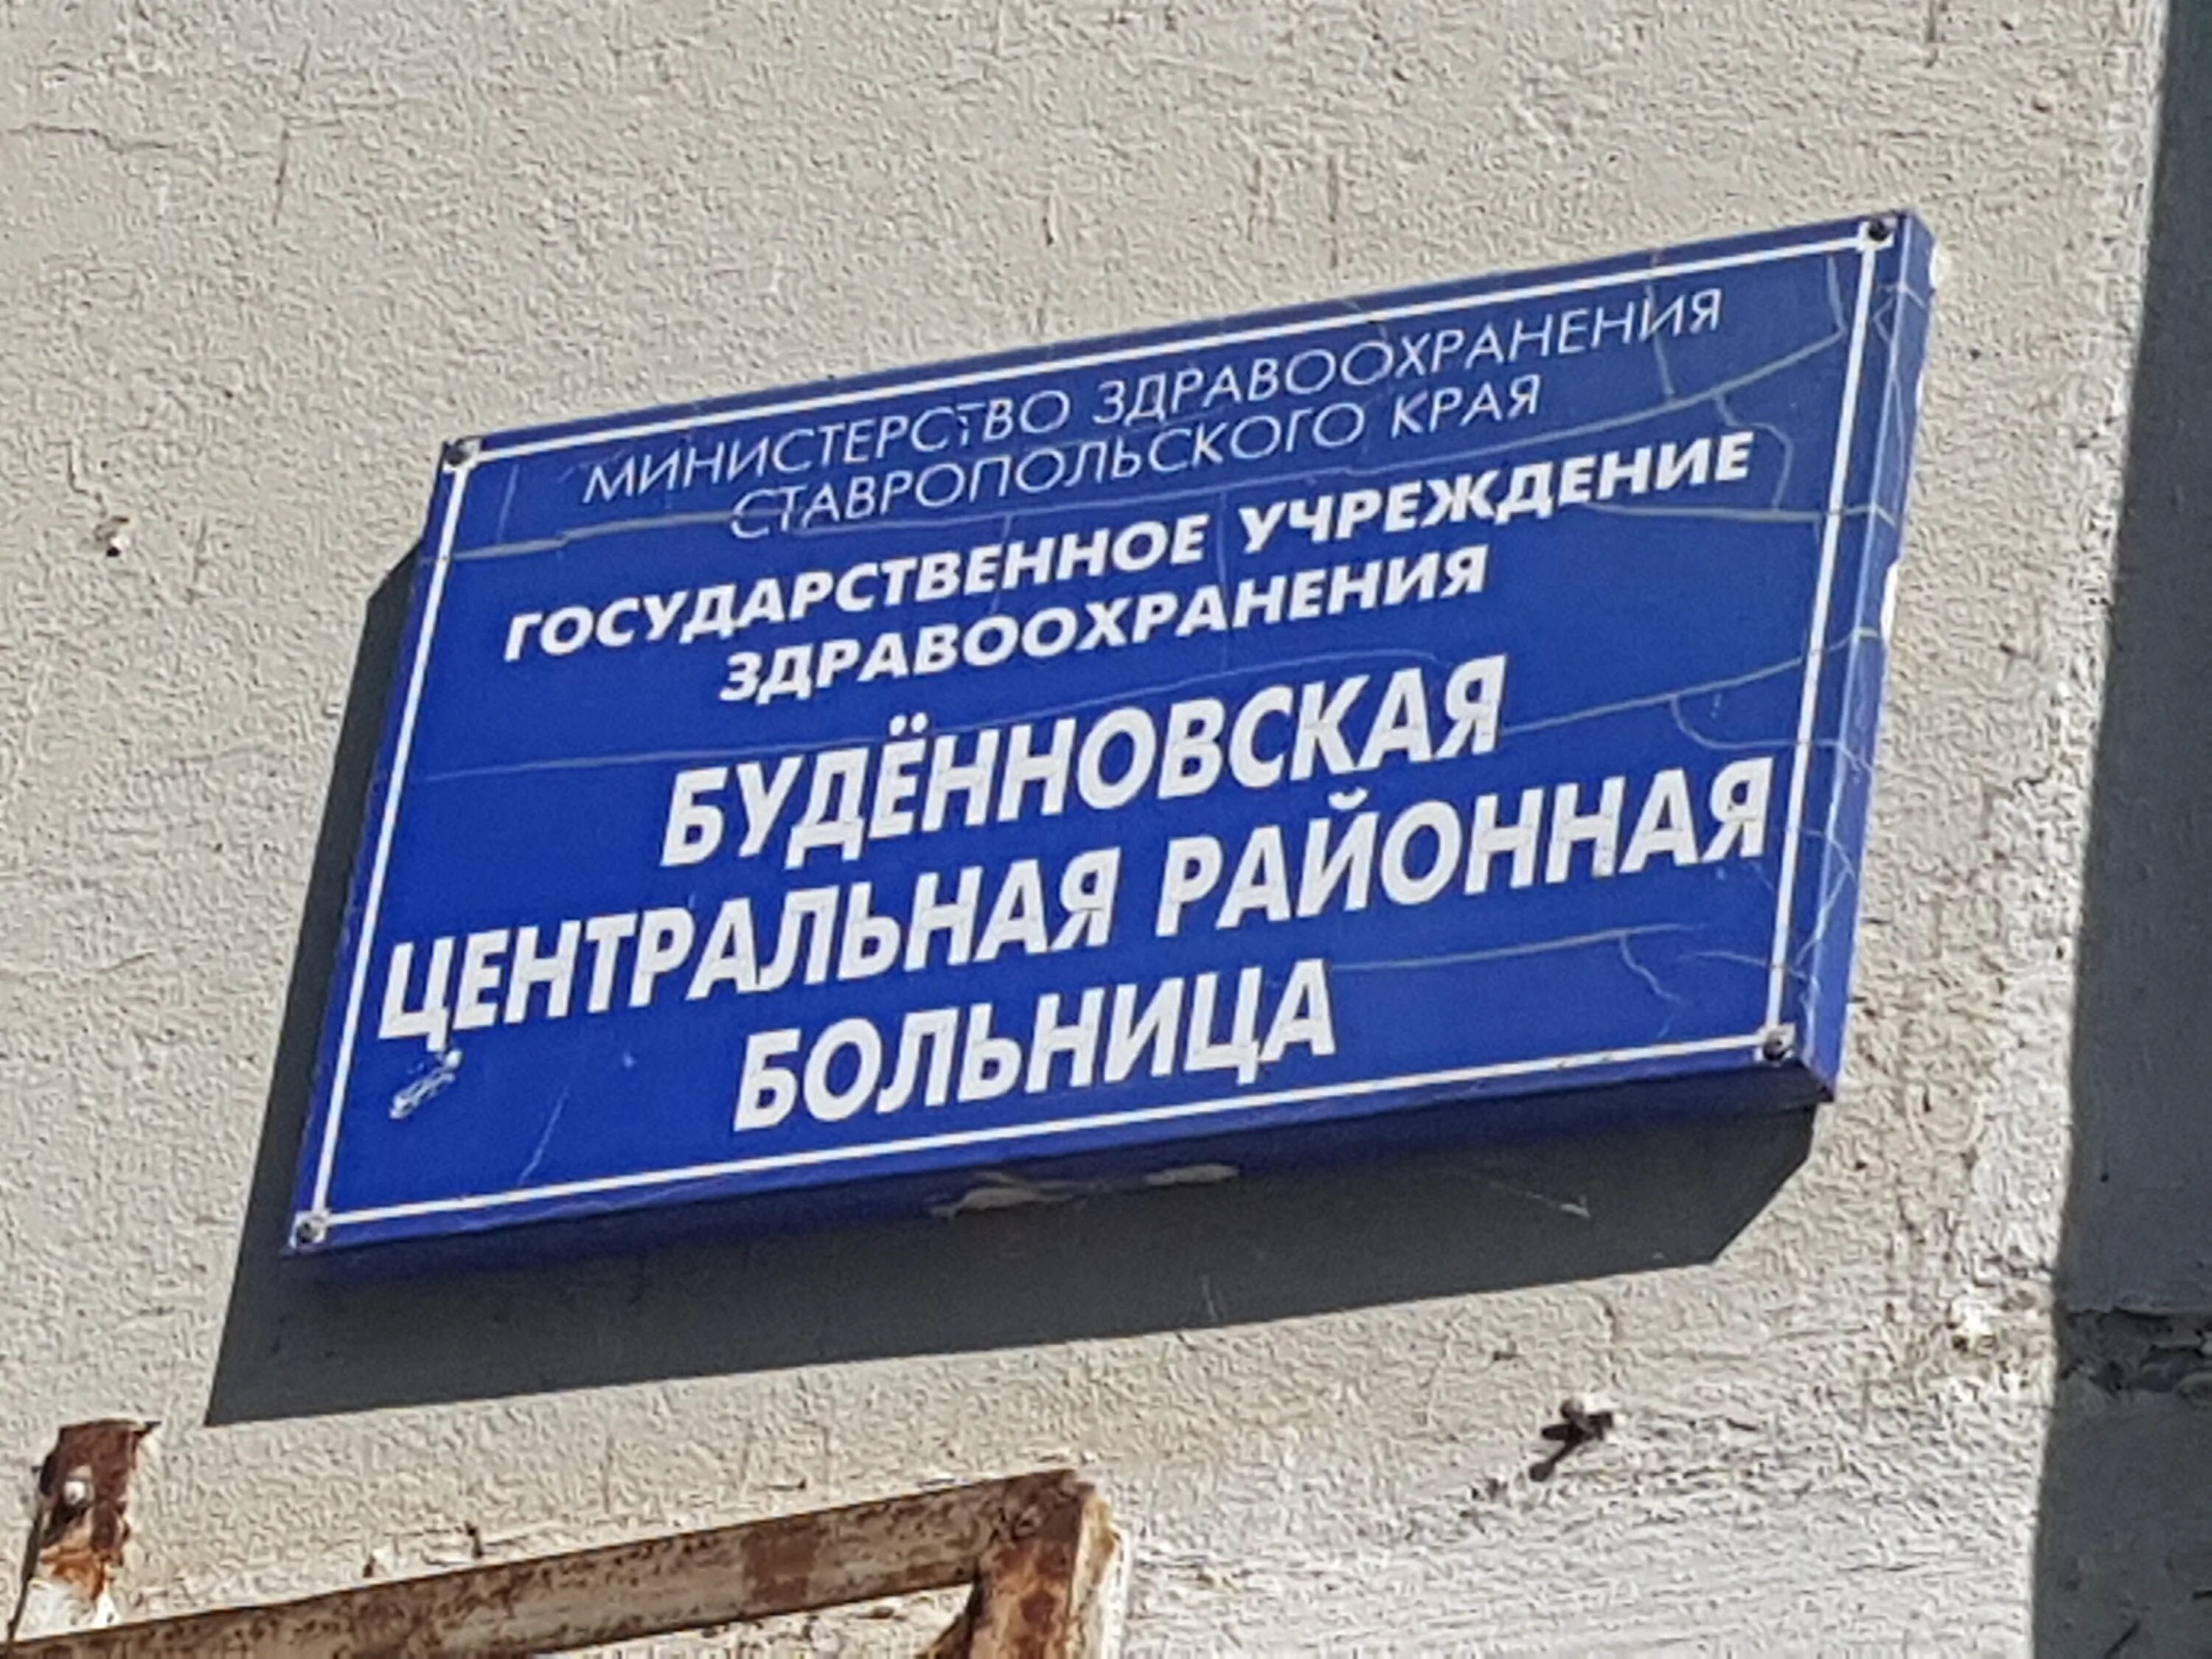 МИНИСТЕРСТВО ЗДРАВООХРАНЕНИЯ
СТАВРОПОЛЬСКОГО КРАЯ
ГОСУДАРСТВЕННОЕ УЧРЕЖДЕНИЕ
ЗДРАВООХРАНЕНИЯ
БУДЁННОВСКАЯ
ЦЕНТРАЛЬНАЯ РАЙОННАЯ
БОЛЬНИЦА